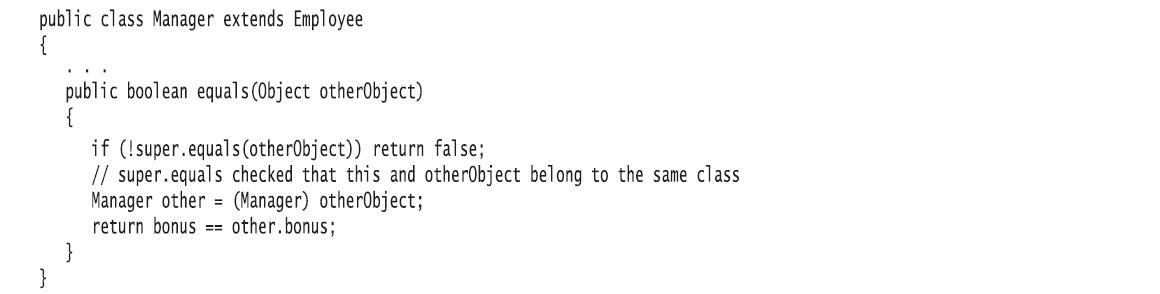 public class Manager extends Employee
{
. . .
public boolean equals(Object otherObject)
{
if (!super.equals(otherObject)) return false;
// super.equals checked that this and otherObject belong to the same class
Manager other = (Manager) otherObject;
return bonus == other.bonus;
}
}